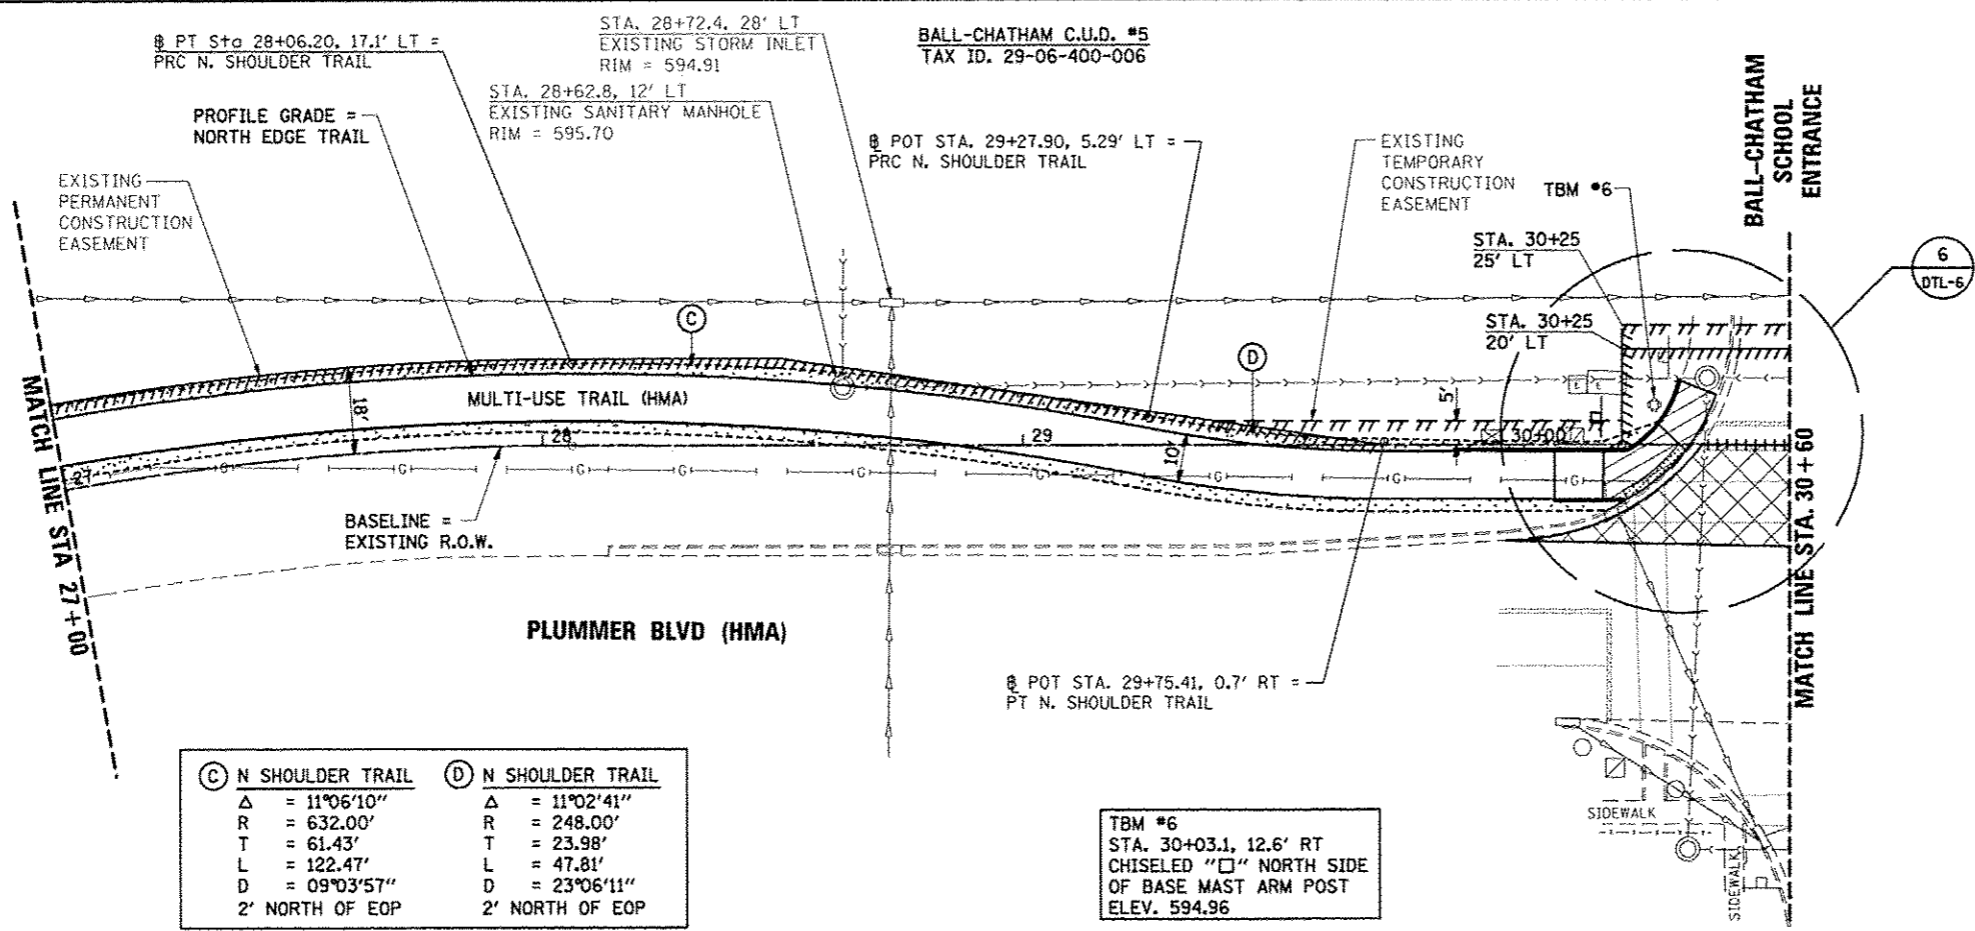 ℄ PT Sta 28+06.20, 17.1' LT =
PRC N. SHOULDER TRAIL
PROFILE GRADE =
NORTH EDGE TRAIL
EXISTING
PERMANENT
CONSTRUCTION
EASEMENT
STA. 28+72.4, 28' LT
EXISTING STORM INLET
RIM = 594.91
STA. 28+62.8, 12' LT
EXISTING SANITARY MANHOLE
RIM = 595.70
BALL-CHATHAM C.U.D. #5
TAX ID. 29-06-400-006
℄ POT STA. 29+27.90, 5.29' LT =
PRC N. SHOULDER TRAIL
EXISTING
TEMPORARY
CONSTRUCTION
EASEMENT
TBM #6
STA. 30+25
25' LT
STA. 30+25
20' LT
BALL-CHATHAM
SCHOOL
ENTRANCE
6
DTL-6
C
D
MATCH LINE STA 27+00
MULTI-USE TRAIL (HMA)
18'
10'
5'
27
28
29
30+00
G G G G G G G G G
E E
BASELINE =
EXISTING R.O.W.
PLUMMER BLVD (HMA)
℄ POT STA. 29+75.41, 0.7' RT =
PT N. SHOULDER TRAIL
MATCH LINE STA. 30+60
C N SHOULDER TRAIL
Δ = 11°06'10"
R = 632.00'
T = 61.43'
L = 122.47'
D = 09°03'57"
2' NORTH OF EOP
D N SHOULDER TRAIL
Δ = 11°02'41"
R = 248.00'
T = 23.98'
L = 47.81'
D = 23°06'11"
2' NORTH OF EOP
TBM #6
STA. 30+03.1, 12.6' RT
CHISELED "□" NORTH SIDE
OF BASE MAST ARM POST
ELEV. 594.96
SIDEWALK
SIDEWALK